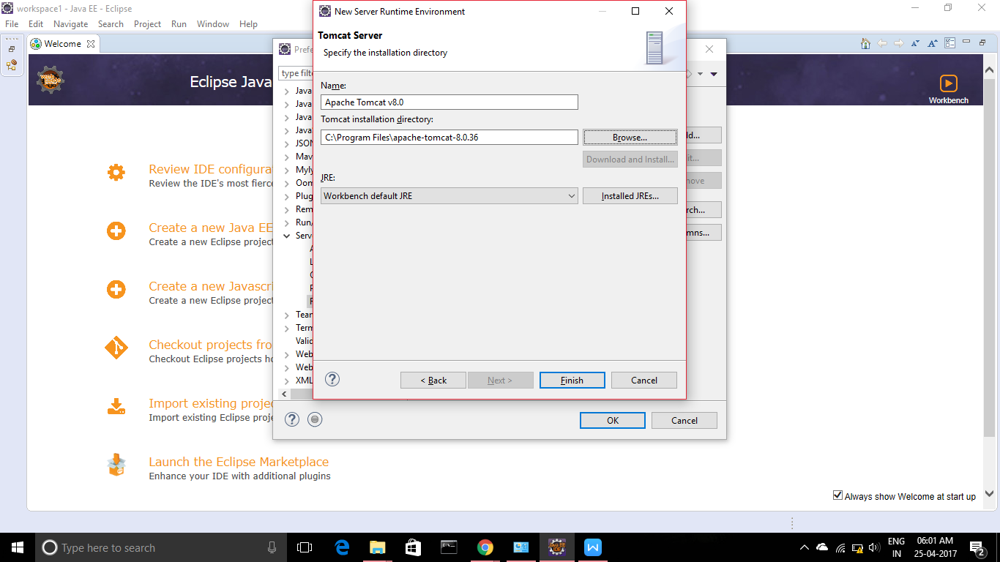 workspace1 - Java EE - Eclipse
File Edit Navigate Search Project Run Window Help
Welcome
Eclipse Java
Workbench
Review IDE configura
Review the IDE's most fierce
Create a new Java EE
Create a new Eclipse project
Create a new Javascri
Create a new Eclipse project
Checkout projects fro
Checkout Eclipse projects ho
Import existing projec
Import existing Eclipse proje
Launch the Eclipse Marketplace
Enhance your IDE with additional plugins
Always show Welcome at start up
Prefe
type filte
Java
Java
Java
Java
JSON
Mav
Myly
Oom
Plug
Rem
Run/
Serv
Team
Term
Valid
Web
Web
XML
ld...
it...
move
rch...
mns...
OK Cancel
New Server Runtime Environment
Tomcat Server
Specify the installation directory
Name:
Apache Tomcat v8.0
Tomcat installation directory:
C:\Program Files\apache-tomcat-8.0.36 Browse...
Download and Install...
JRE:
Workbench default JRE Installed JREs...
< Back Next > Finish Cancel
Type here to search
ENG
IN
06:01 AM
25-04-2017
2